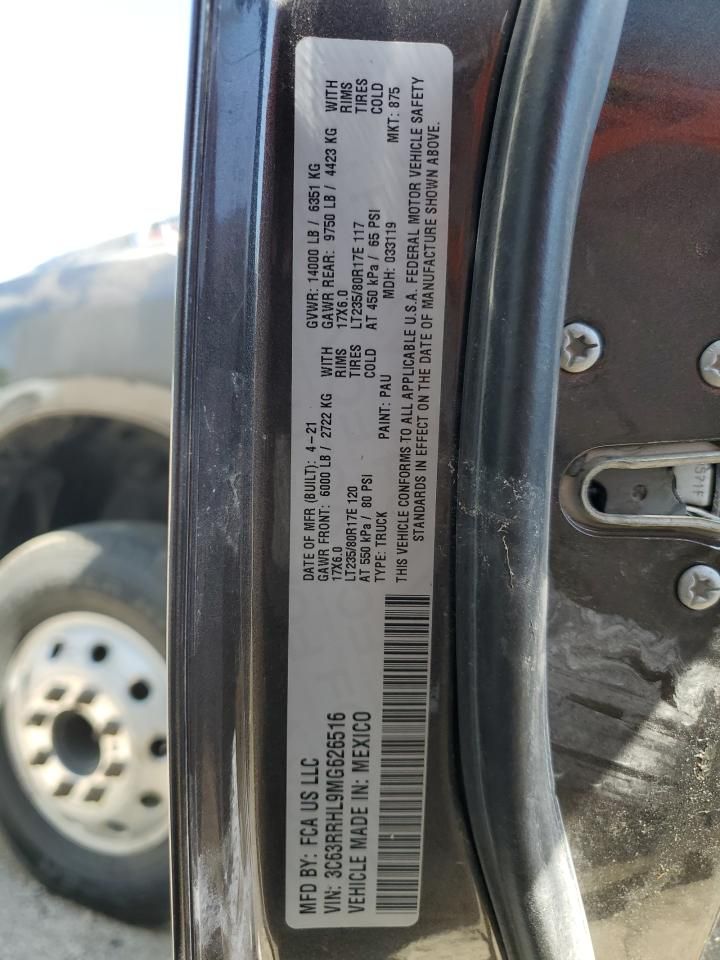 MFD BY: FCA US LLC
DATE OF MFR (BUILT): 4-21
GVWR: 14000 LB / 6351 KG
GAWR FRONT: 6000 LB / 2722 KG WITH
GAWR REAR: 9750 LB / 4423 KG WITH
17X6.0 RIMS
17X6.0 RIMS
LT235/80R17E 120 TIRES
LT235/80R17E 117 TIRES
AT 550 kPa / 80 PSI COLD
AT 450 kPa / 65 PSI COLD
VIN: 3C63RRHL9MG626516
TYPE: TRUCK PAINT: PAU MDH: 033119 MKT: 875
VEHICLE MADE IN: MEXICO
THIS VEHICLE CONFORMS TO ALL APPLICABLE U.S.A. FEDERAL MOTOR VEHICLE SAFETY
STANDARDS IN EFFECT ON THE DATE OF MANUFACTURE SHOWN ABOVE.